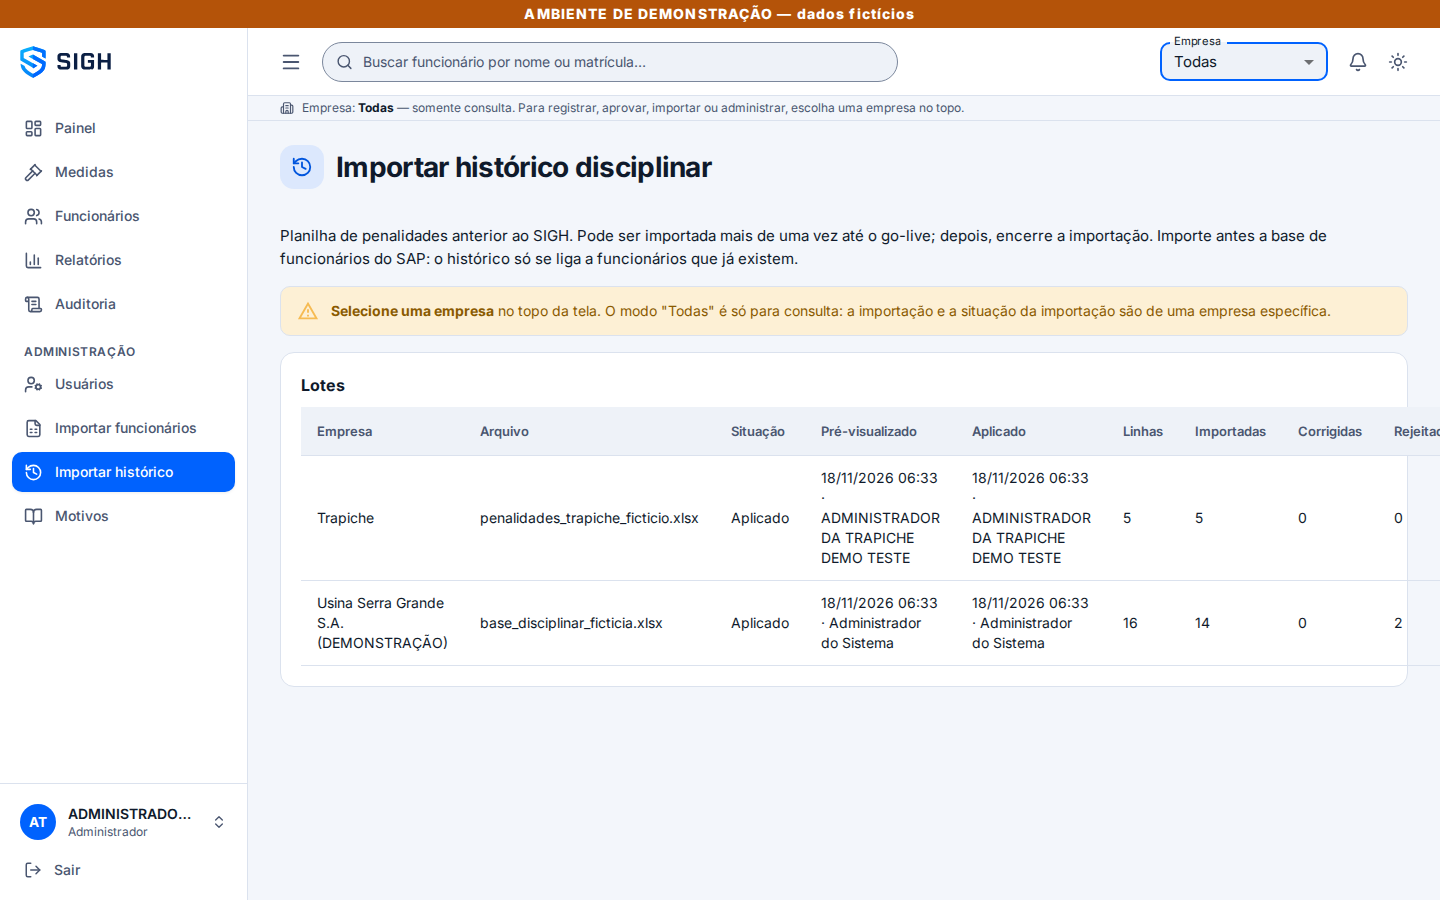 AMBIENTE DE DEMONSTRAÇÃO — dados fictícios
SIGH
Buscar funcionário por nome ou matrícula...
Empresa
Todas
Empresa: Todas — somente consulta. Para registrar, aprovar, importar ou administrar, escolha uma empresa no topo.
Painel
Medidas
Funcionários
Relatórios
Auditoria
ADMINISTRAÇÃO
Usuários
Importar funcionários
Importar histórico
Motivos
Importar histórico disciplinar
Planilha de penalidades anterior ao SIGH. Pode ser importada mais de uma vez até o go-live; depois, encerre a importação. Importe antes a base de
funcionários do SAP: o histórico só se liga a funcionários que já existem.
Selecione uma empresa no topo da tela. O modo "Todas" é só para consulta: a importação e a situação da importação são de uma empresa específica.
Lotes
Empresa Arquivo Situação Pré-visualizado Aplicado Linhas Importadas Corrigidas
Trapiche penalidades_trapiche_ficticio.xlsx Aplicado
18/11/2026 06:33
·
ADMINISTRADOR
DA TRAPICHE
DEMO TESTE
18/11/2026 06:33
·
ADMINISTRADOR
DA TRAPICHE
DEMO TESTE
5 5 0 0
Usina Serra Grande
S.A.
(DEMONSTRAÇÃO)
base_disciplinar_ficticia.xlsx Aplicado
18/11/2026 06:33
· Administrador
do Sistema
18/11/2026 06:33
· Administrador
do Sistema
16 14 0 2
AT
ADMINISTRADO...
Administrador
Sair